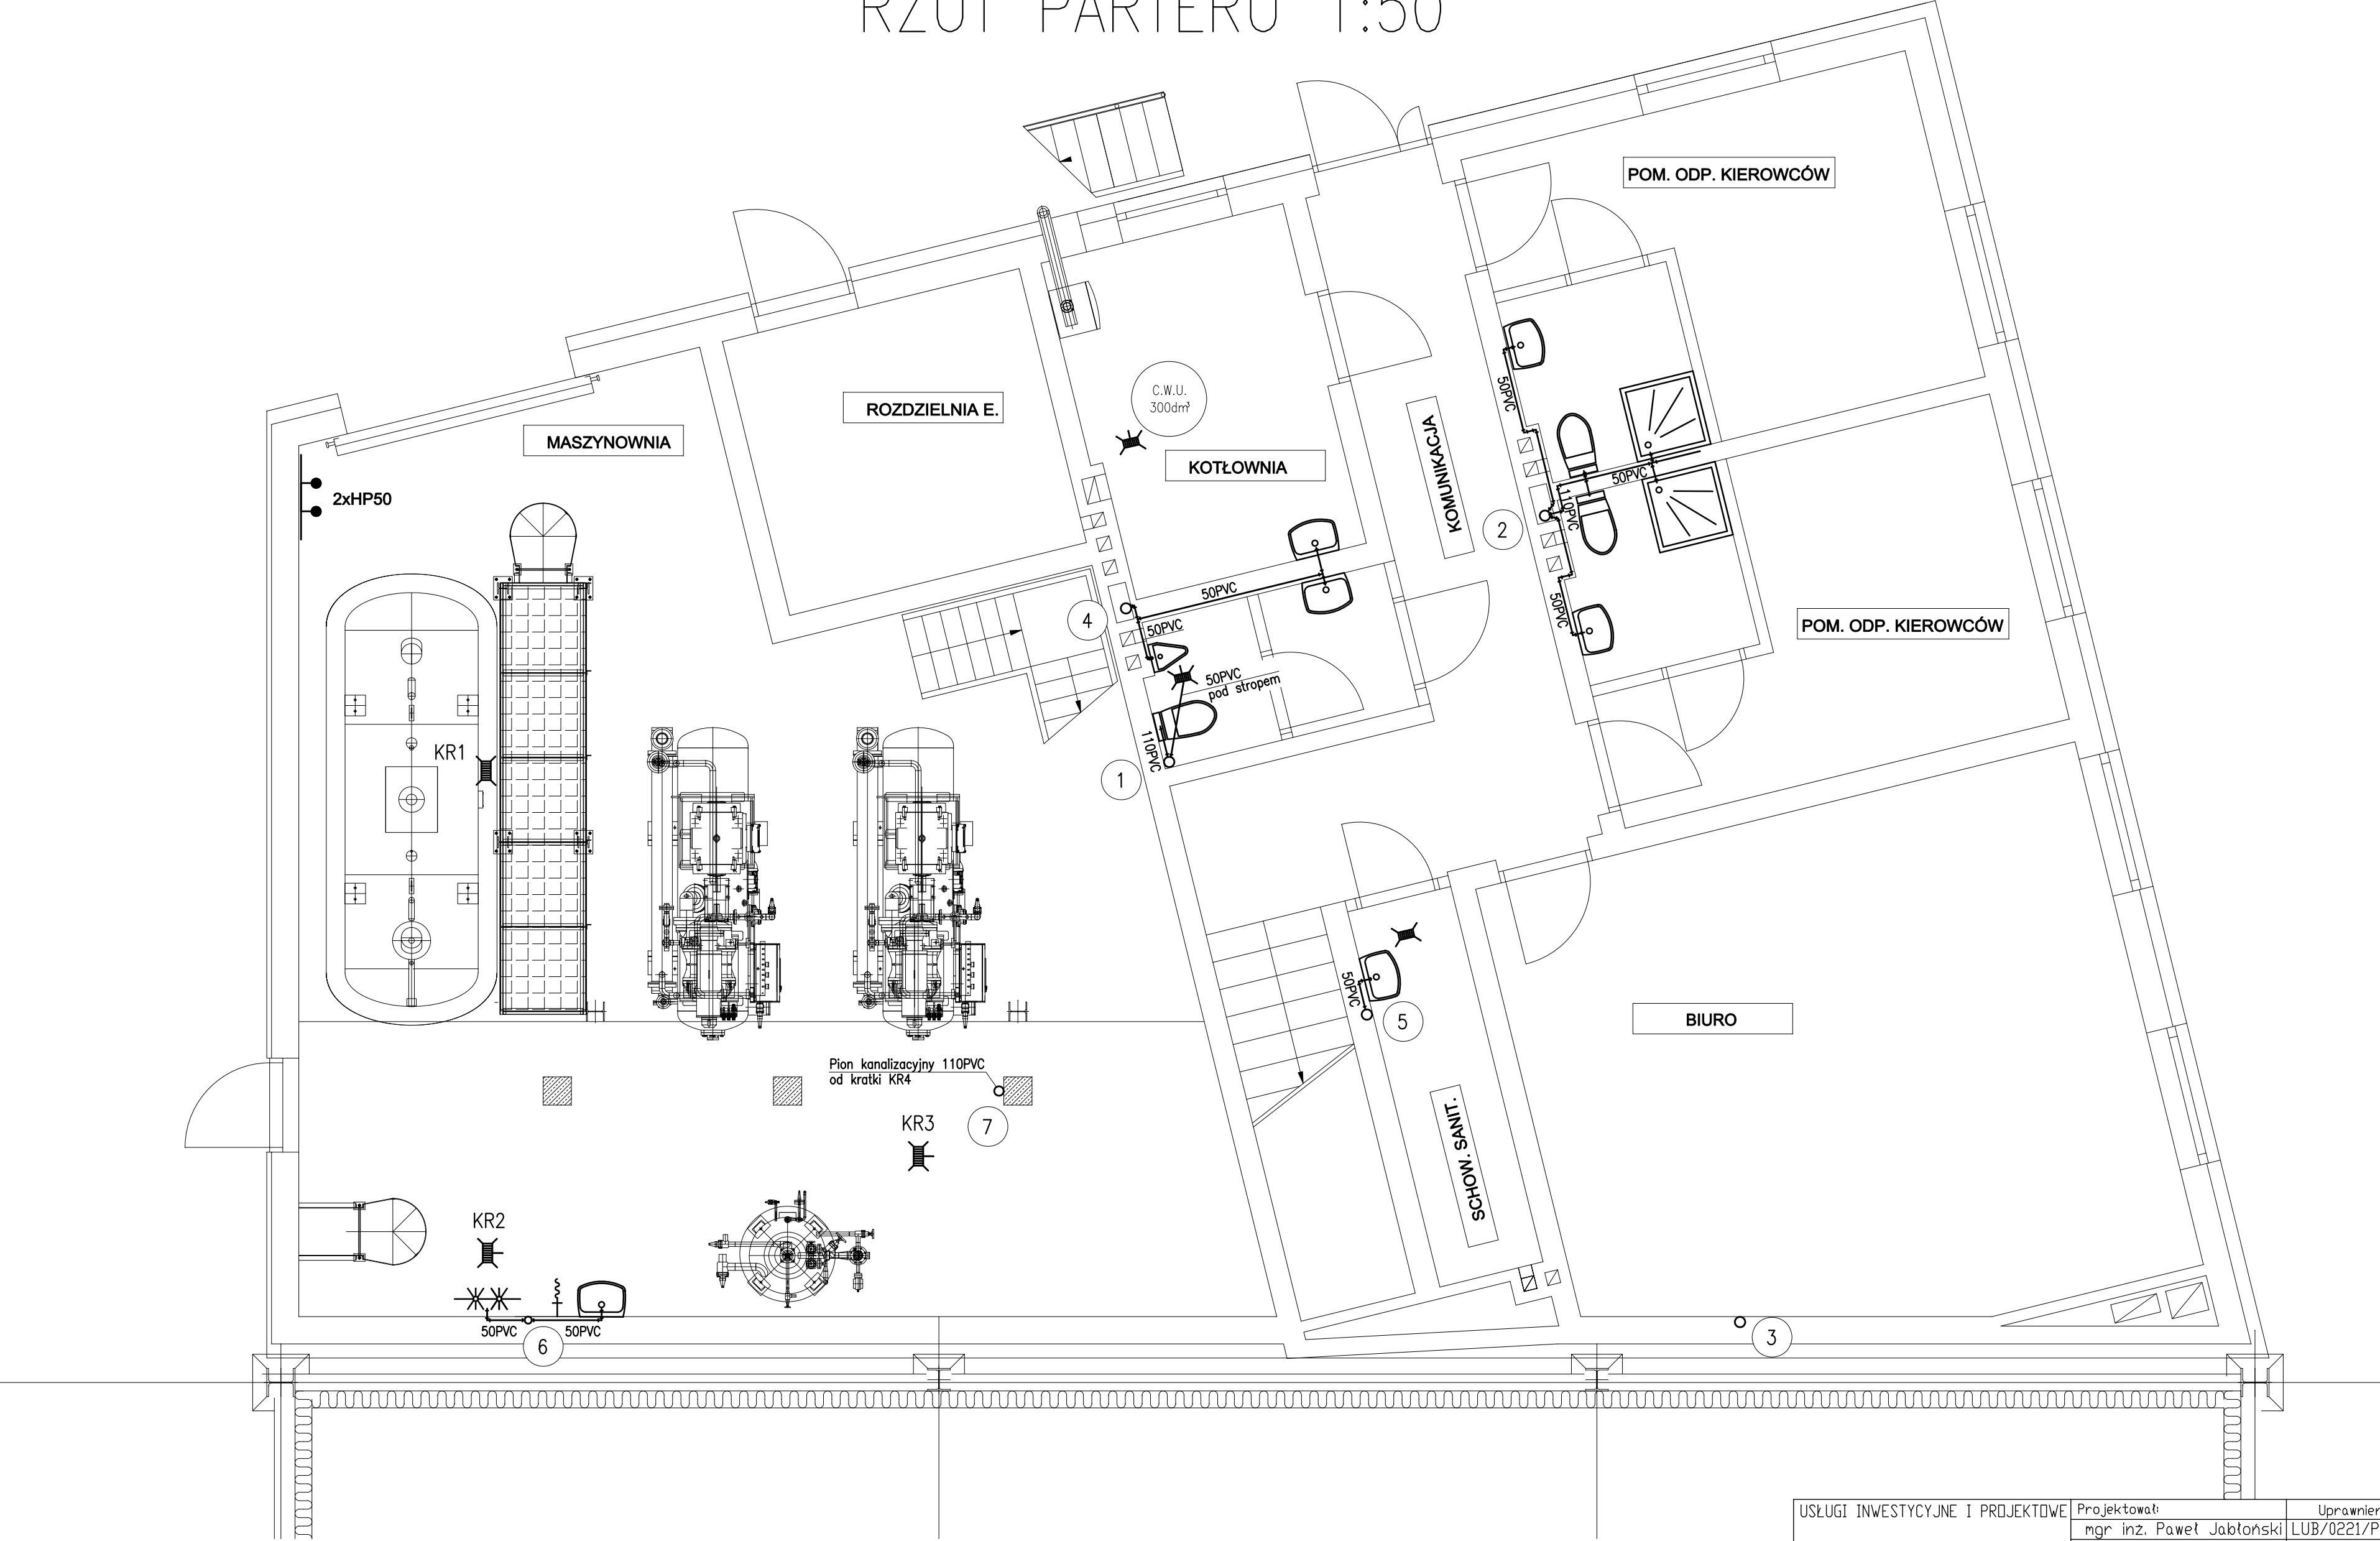 RZUT PARTERU 1:50
POM. ODP. KIEROWCÓW
ROZDZIELNIA E.
C.W.U.
300dm³
MASZYNOWNIA
KOTŁOWNIA
KOMUNIKACJA
50PVC
50PVC
110PVC
2xHP50
2
50PVC
50PVC
4
50PVC
POM. ODP. KIEROWCÓW
50PVC
pod stropem
110PVC
KR1
1
50PVC
5
BIURO
Pion kanalizacyjny 110PVC
od kratki KR4
KR3
7
SCHOW. SANIT.
KR2
50PVC
50PVC
6
3
USŁUGI INWESTYCYJNE I PROJEKTOWE
Projektował:
Uprawnier
mgr inż. Paweł Jabłoński
LUB/0221/P